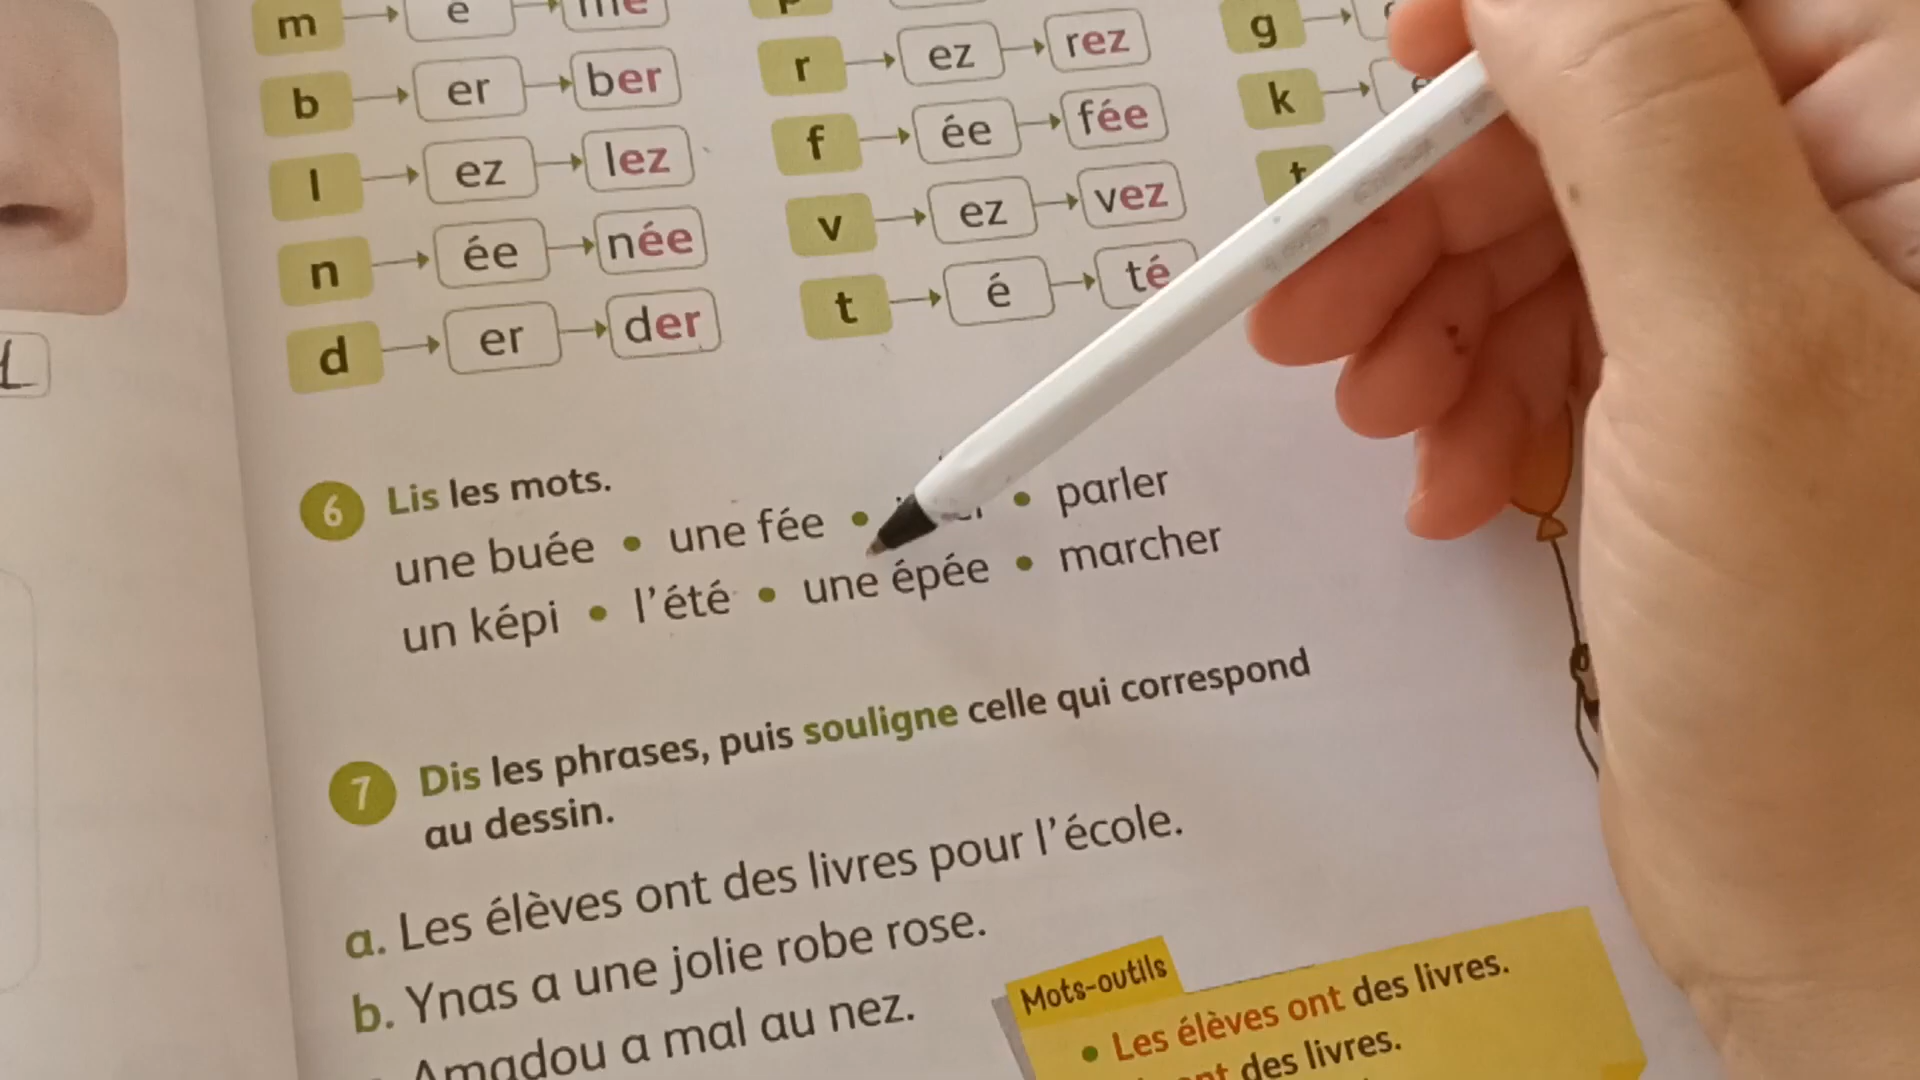 m e me
b er ber
l ez lez
n ée née
d er der
r ez rez
f ée fée
v ez vez
t é té
g
k
t
6 Lis les mots.
une buée • une fée • • parler
un képi • l'été • une épée • marcher
7 Dis les phrases, puis souligne celle qui correspond
au dessin.
a. Les élèves ont des livres pour l'école.
b. Ynas a une jolie robe rose.
Amadou a mal au nez.
Mots-outils
• Les élèves ont des livres.
des livres.